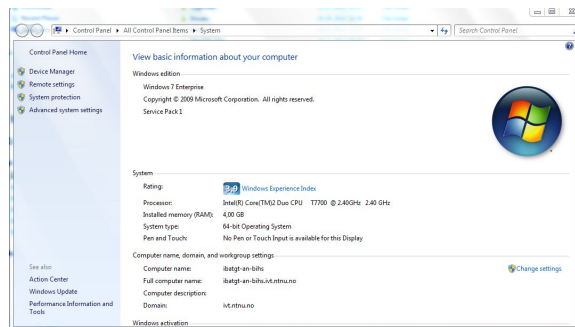 Control Panel ▸ All Control Panel Items ▸ System
Search Control Panel
Control Panel Home
Device Manager
Remote settings
System protection
Advanced system settings
See also
Action Center
Windows Update
Performance Information and
Tools
View basic information about your computer
Windows edition
Windows 7 Enterprise
Copyright © 2009 Microsoft Corporation. All rights reserved.
Service Pack 1
System
Rating: 3,9 Windows Experience Index
Processor: Intel(R) Core(TM)2 Duo CPU T7700 @ 2.40GHz 2.40 GHz
Installed memory (RAM): 4,00 GB
System type: 64-bit Operating System
Pen and Touch: No Pen or Touch Input is available for this Display
Computer name, domain, and workgroup settings
Computer name: ibatgt-an-bihs
Change settings
Full computer name: ibatgt-an-bihs.ivt.ntnu.no
Computer description:
Domain: ivt.ntnu.no
Windows activation